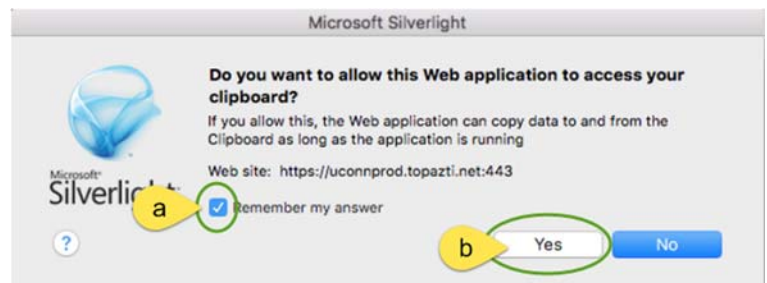 Microsoft Silverlight
Do you want to allow this Web application to access your
clipboard?
If you allow this, the Web application can copy data to and from the
Clipboard as long as the application is running
Web site: https://uconnprod.topazti.net:443
Microsoft
Silverlight
a
Remember my answer
?
b
Yes
No